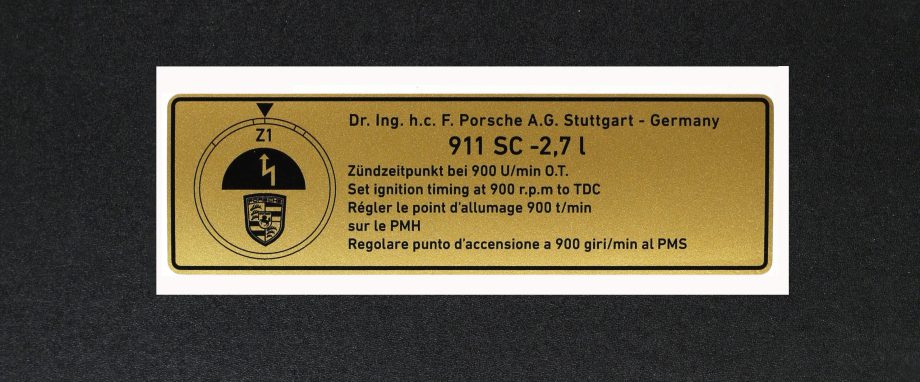 Z1
Dr. Ing. h.c. F. Porsche A.G. Stuttgart - Germany
911 SC -2,7 l
Zündzeitpunkt bei 900 U/min O.T.
Set ignition timing at 900 r.p.m to TDC
Régler le point d'allumage 900 t/min
sur le PMH
Regolare punto d'accensione a 900 giri/min al PMS